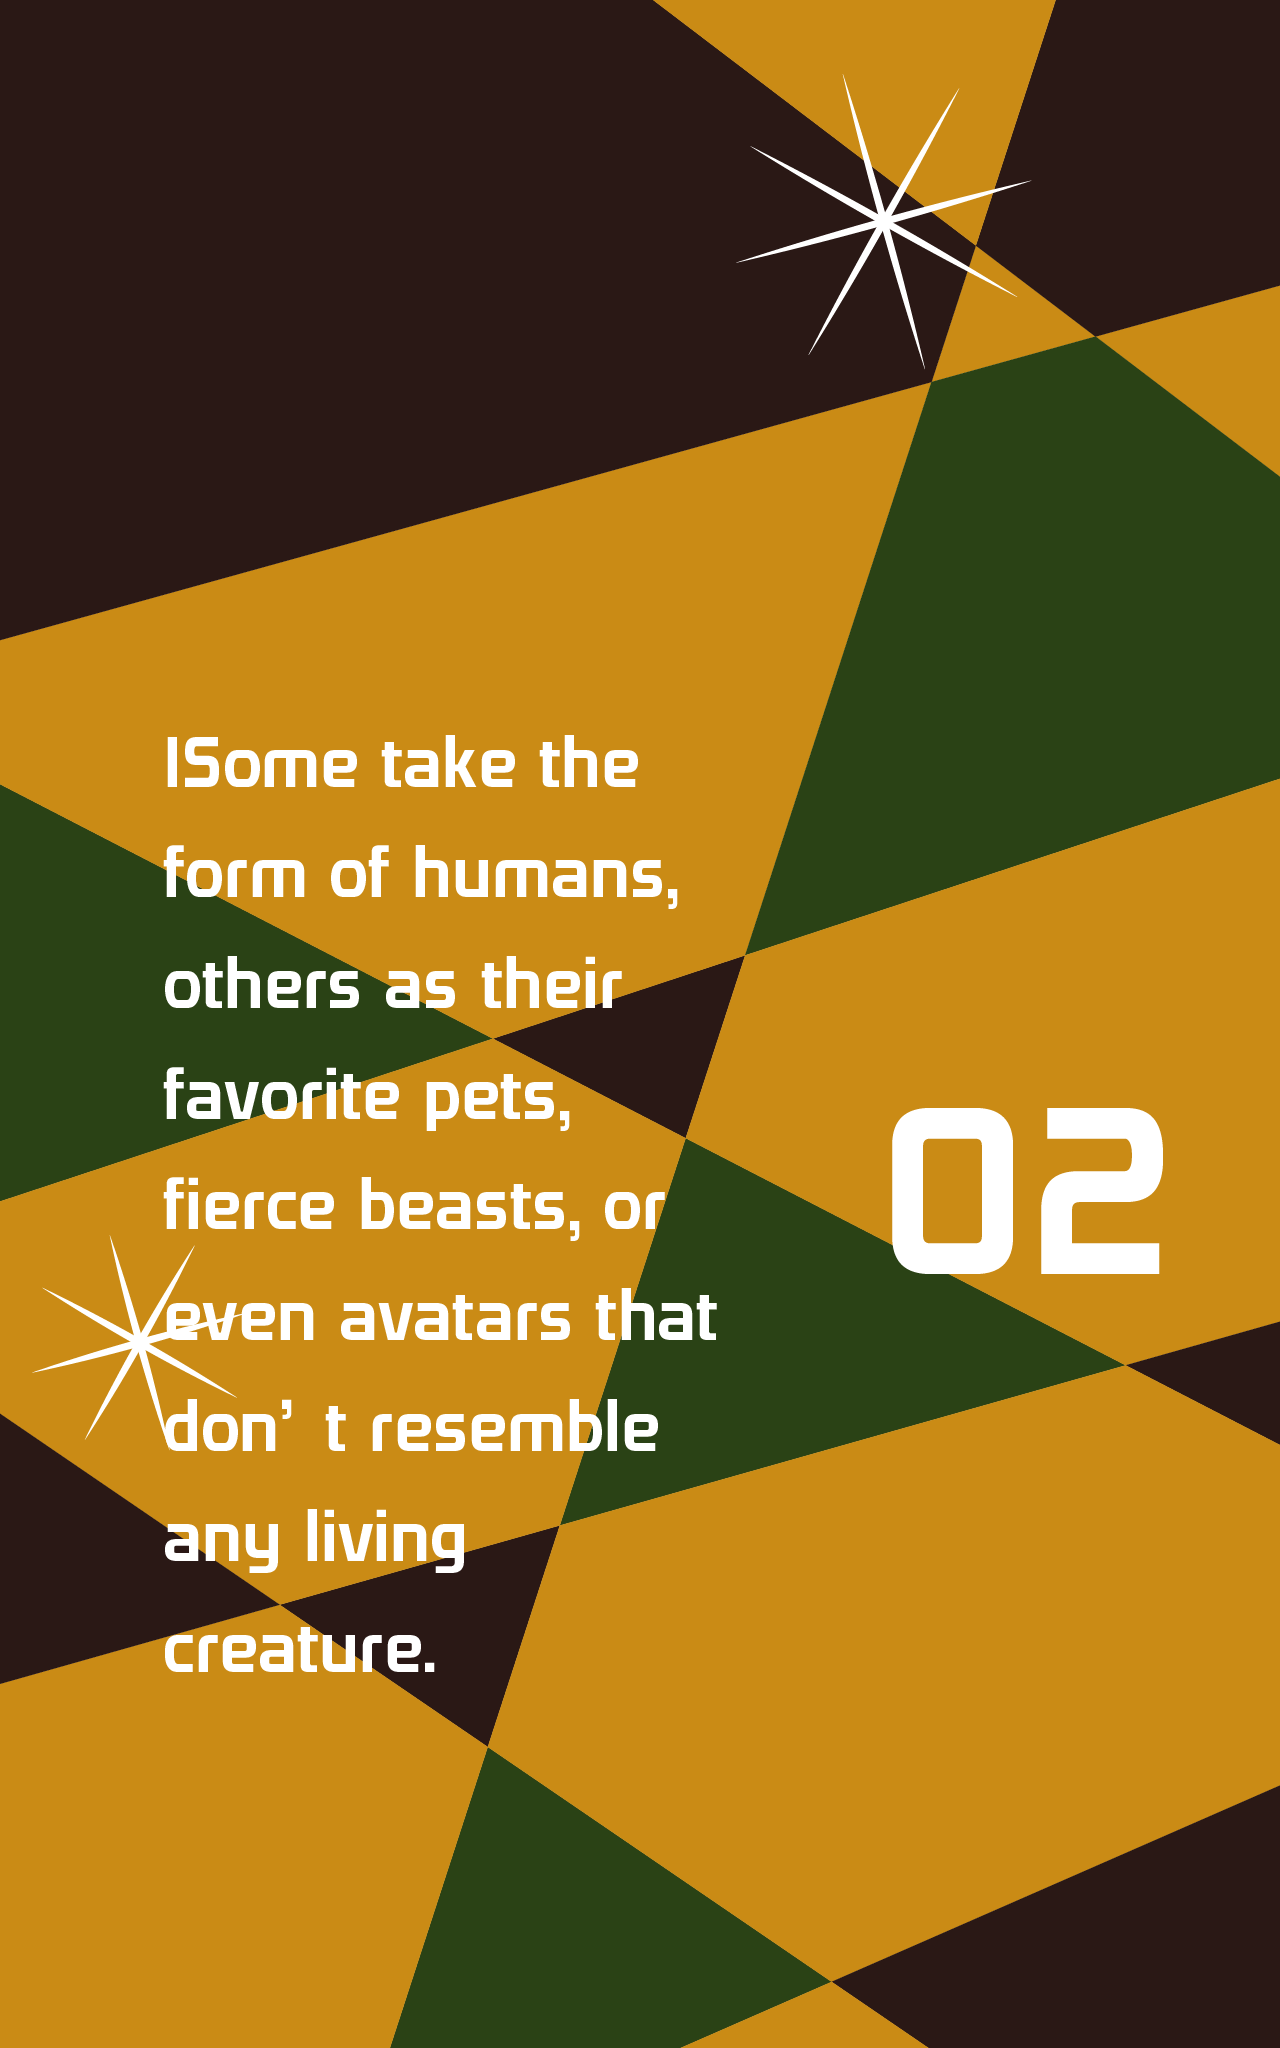 ISome take the
form of humans,
others as their
favorite pets,
fierce beasts, or
even avatars that
don’ t resemble
any living
creature.
02